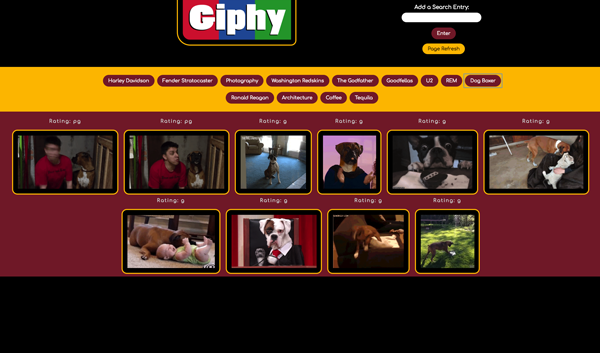 Giphy
Add a Search Entry:
Enter
Page Refresh
Harley Davidson Fender Stratocaster Photography Washington Redskins The Godfather Goodfellas U2 REM Dog Boxer
Ronald Reagan Architecture Coffee Tequila
Rating: pg Rating: pg Rating: g Rating: g Rating: g Rating: g
Rating: g Rating: g Rating: g Rating: g